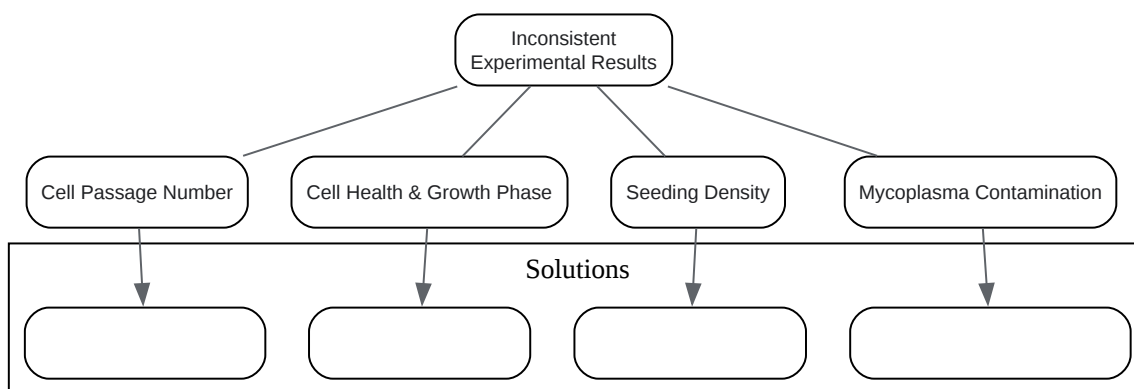 Inconsistent
Experimental Results
Cell Passage Number
Cell Health & Growth Phase
Seeding Density
Mycoplasma Contamination
Solutions